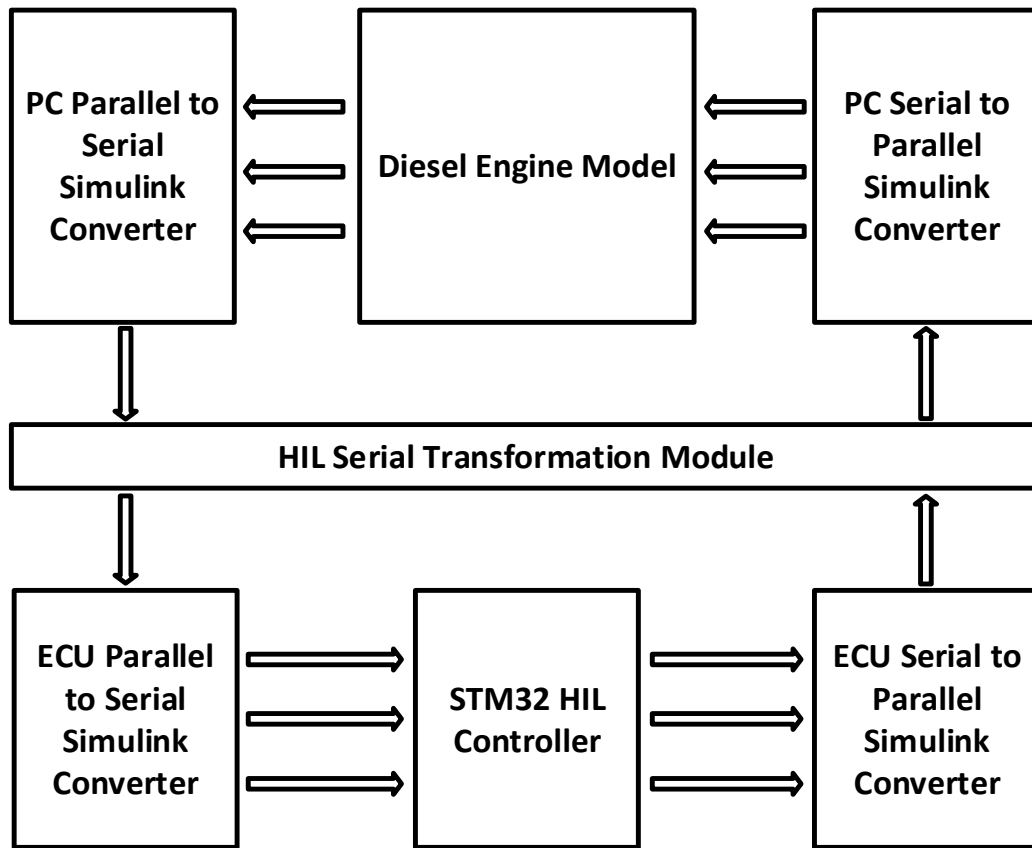 PC Parallel to
Serial
Simulink
Converter
Diesel Engine Model
PC Serial to
Parallel
Simulink
Converter
HIL Serial Transformation Module
ECU Parallel
to Serial
Simulink
Converter
STM32 HIL
Controller
ECU Serial to
Parallel
Simulink
Converter